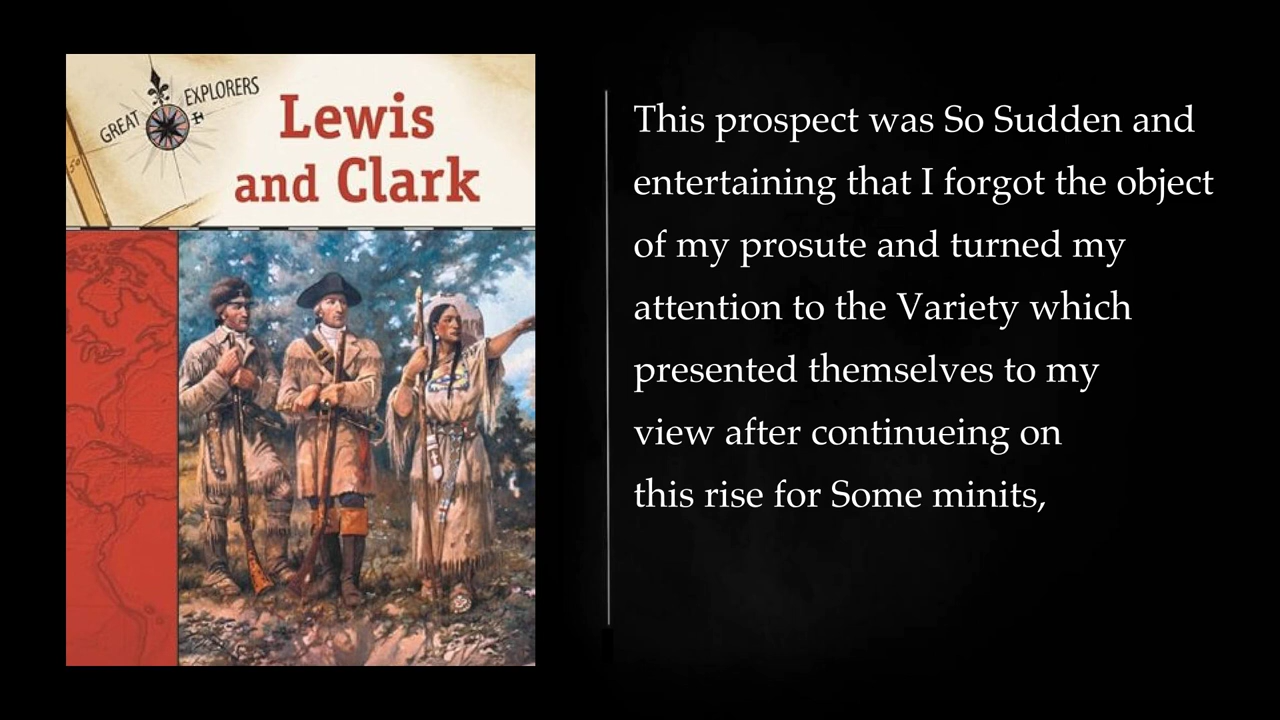 GREAT EXPLORERS
Lewis
and Clark
This prospect was So Sudden and
entertaining that I forgot the object
of my prosute and turned my
attention to the Variety which
presented themselves to my
view after continueing on
this rise for Some minits,